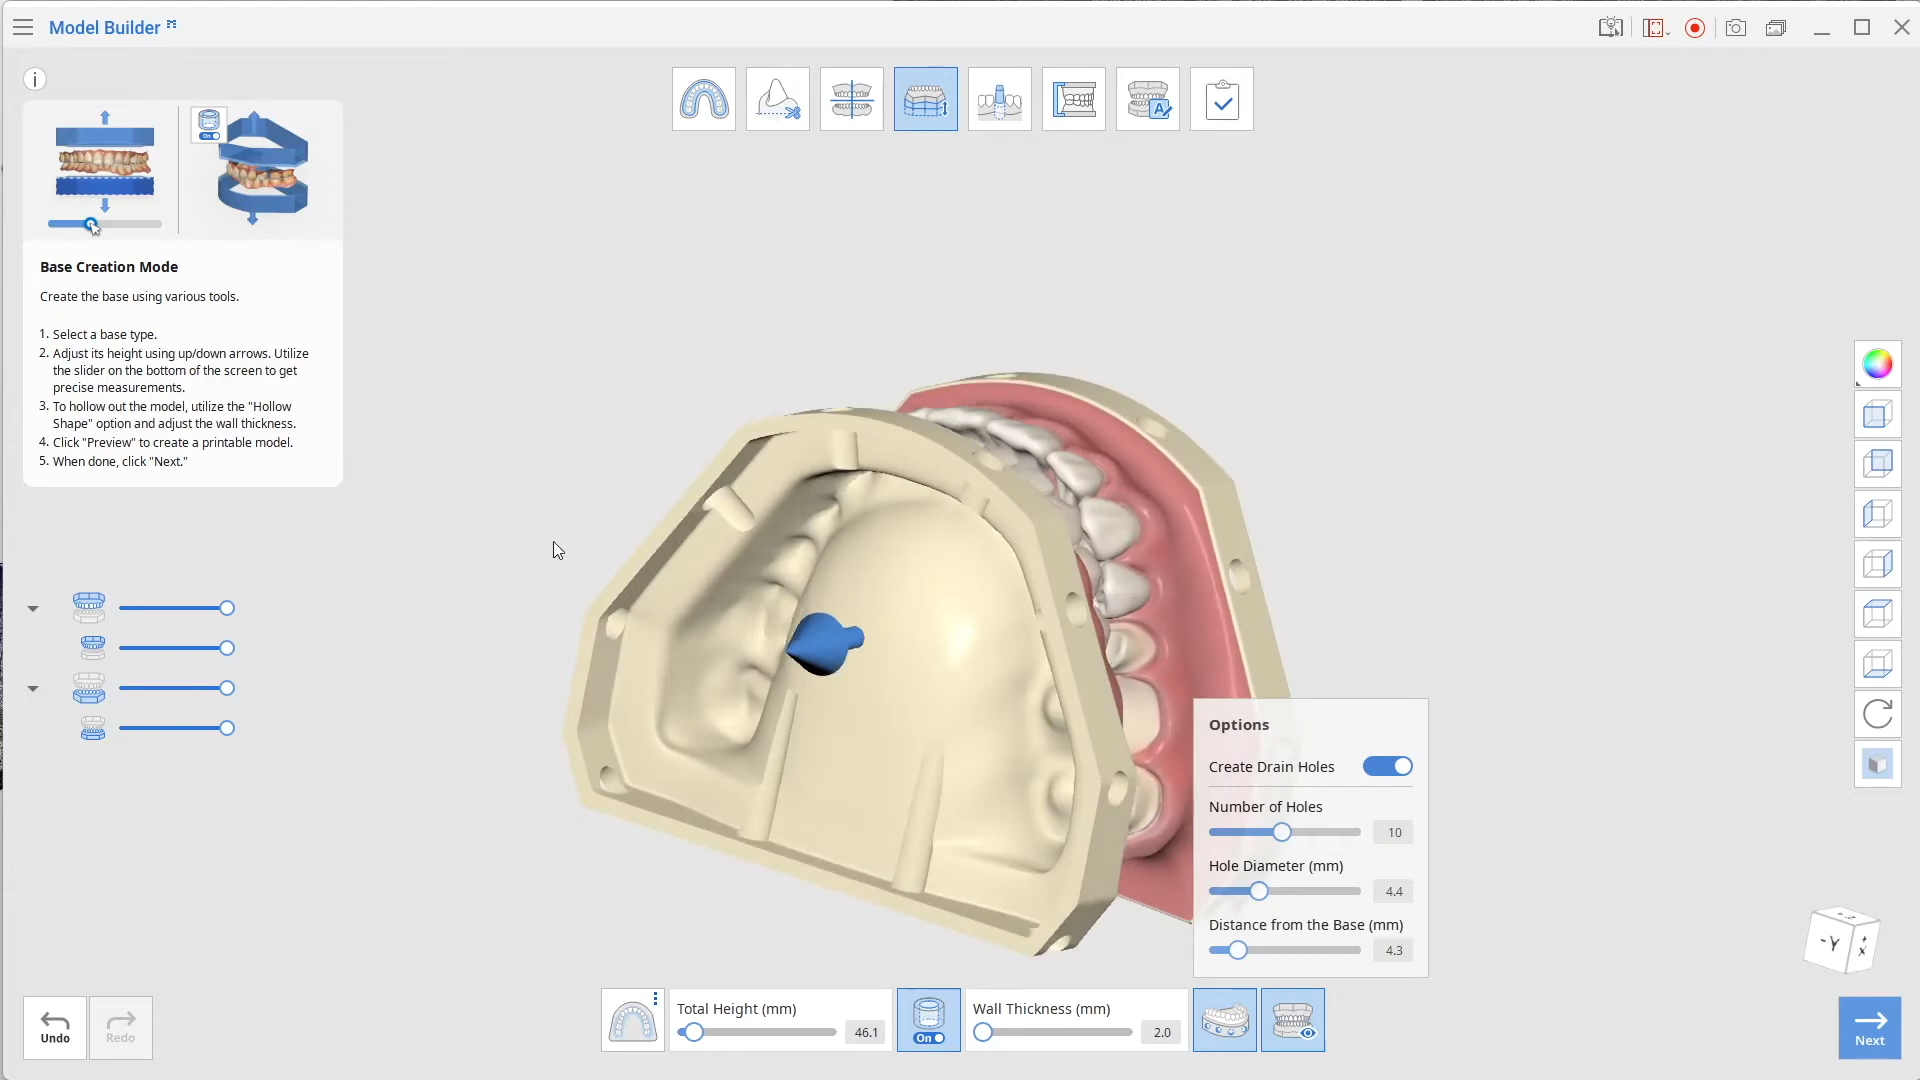 Model Builder
On
Base Creation Mode
Create the base using various tools.
1. Select a base type.
2. Adjust its height using up/down arrows. Utilize
the slider on the bottom of the screen to get
precise measurements.
3. To hollow out the model, utilize the "Hollow
Shape" option and adjust the wall thickness.
4. Click "Preview" to create a printable model.
5. When done, click "Next."
A
Options
Create Drain Holes
Number of Holes
10
Hole Diameter (mm)
4.4
Distance from the Base (mm)
4.3
-Y
Undo
Redo
Total Height (mm)
46.1
On
Wall Thickness (mm)
2.0
Next